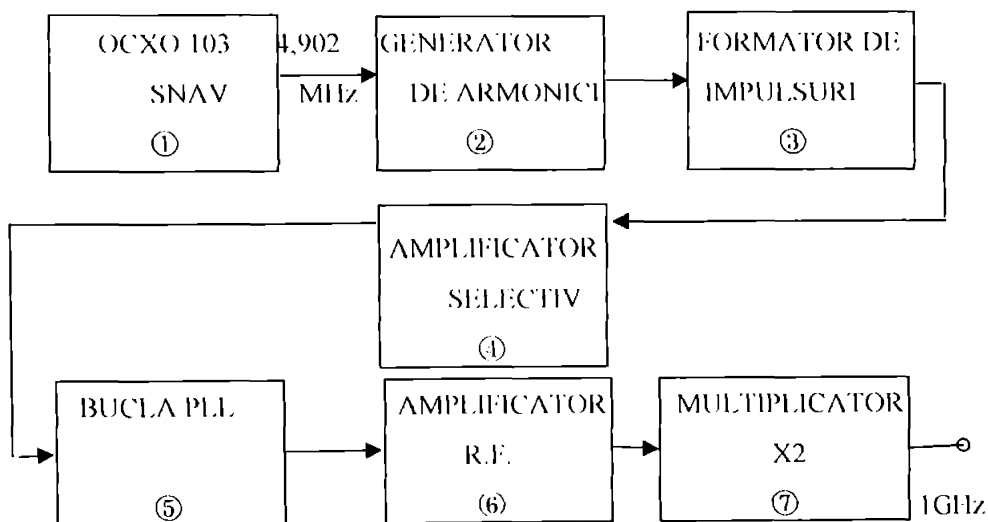 OCXO 103
SNAV
①
4,902
MHz
GENERATOR
DE ARMONICI
②
FORMATOR DE
IMPULSURI
③
AMPLIFICATOR
SELECTIV
④
BUCLA PLL
⑤
AMPLIFICATOR
R.F.
⑥
MULTIPLICATOR
X2
⑦
1GHz